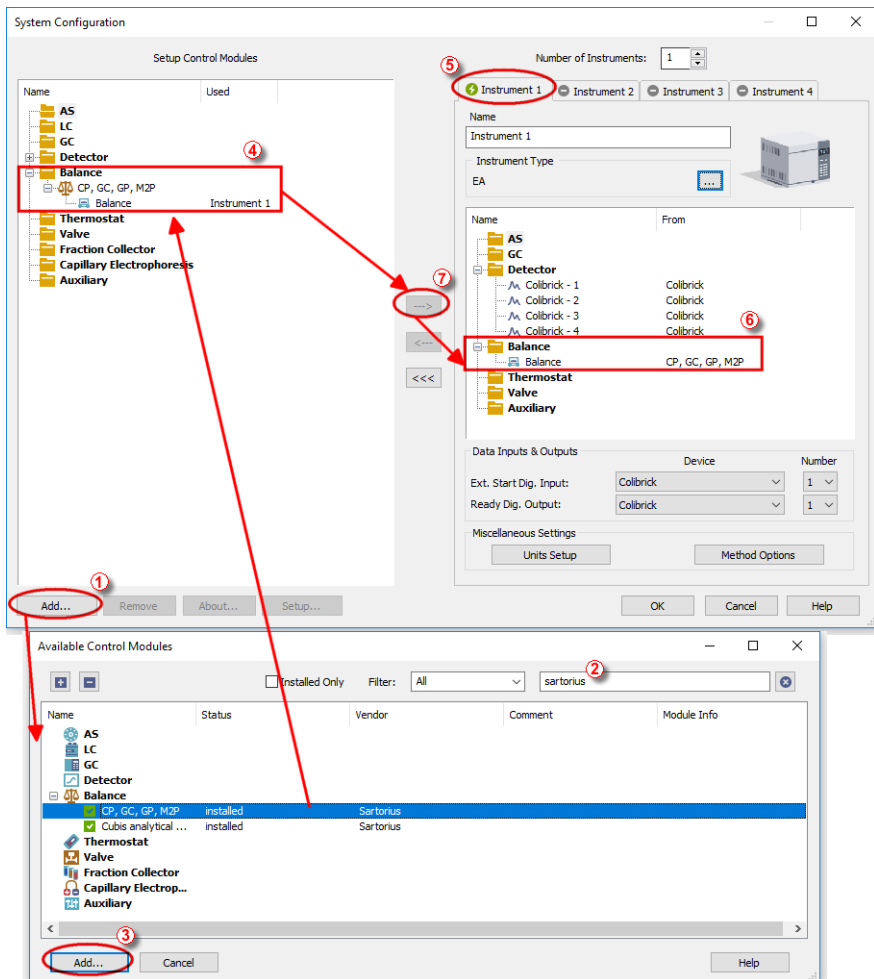 System Configuration
Setup Control Modules
Number of Instruments: 1
Name Used
AS
LC
GC
Detector
④
Balance
CP, GC, GP, M2P
Balance Instrument 1
Thermostat
Valve
Fraction Collector
Capillary Electrophoresis
Auxiliary
⑦
--->
<---
<<<
⑤
Instrument 1 Instrument 2 Instrument 3 Instrument 4
Name
Instrument 1
Instrument Type
EA ...
Name From
AS
GC
Detector
Colibrick - 1 Colibrick
Colibrick - 2 Colibrick
Colibrick - 3 Colibrick
Colibrick - 4 Colibrick
⑥
Balance
Balance CP, GC, GP, M2P
Thermostat
Valve
Auxiliary
Data Inputs & Outputs
Device Number
Ext. Start Dig. Input: Colibrick 1
Ready Dig. Output: Colibrick 1
Miscellaneous Settings
Units Setup Method Options
①
Add... Remove About... Setup... OK Cancel Help
Available Control Modules
Installed Only Filter: All sartorius ②
Name Status Vendor Comment Module Info
AS
LC
GC
Detector
Balance
CP, GC, GP, M2P installed Sartorius
Cubis analytical ... installed Sartorius
Thermostat
Valve
Fraction Collector
Capillary Electrop...
Auxiliary
③
Add... Cancel Help